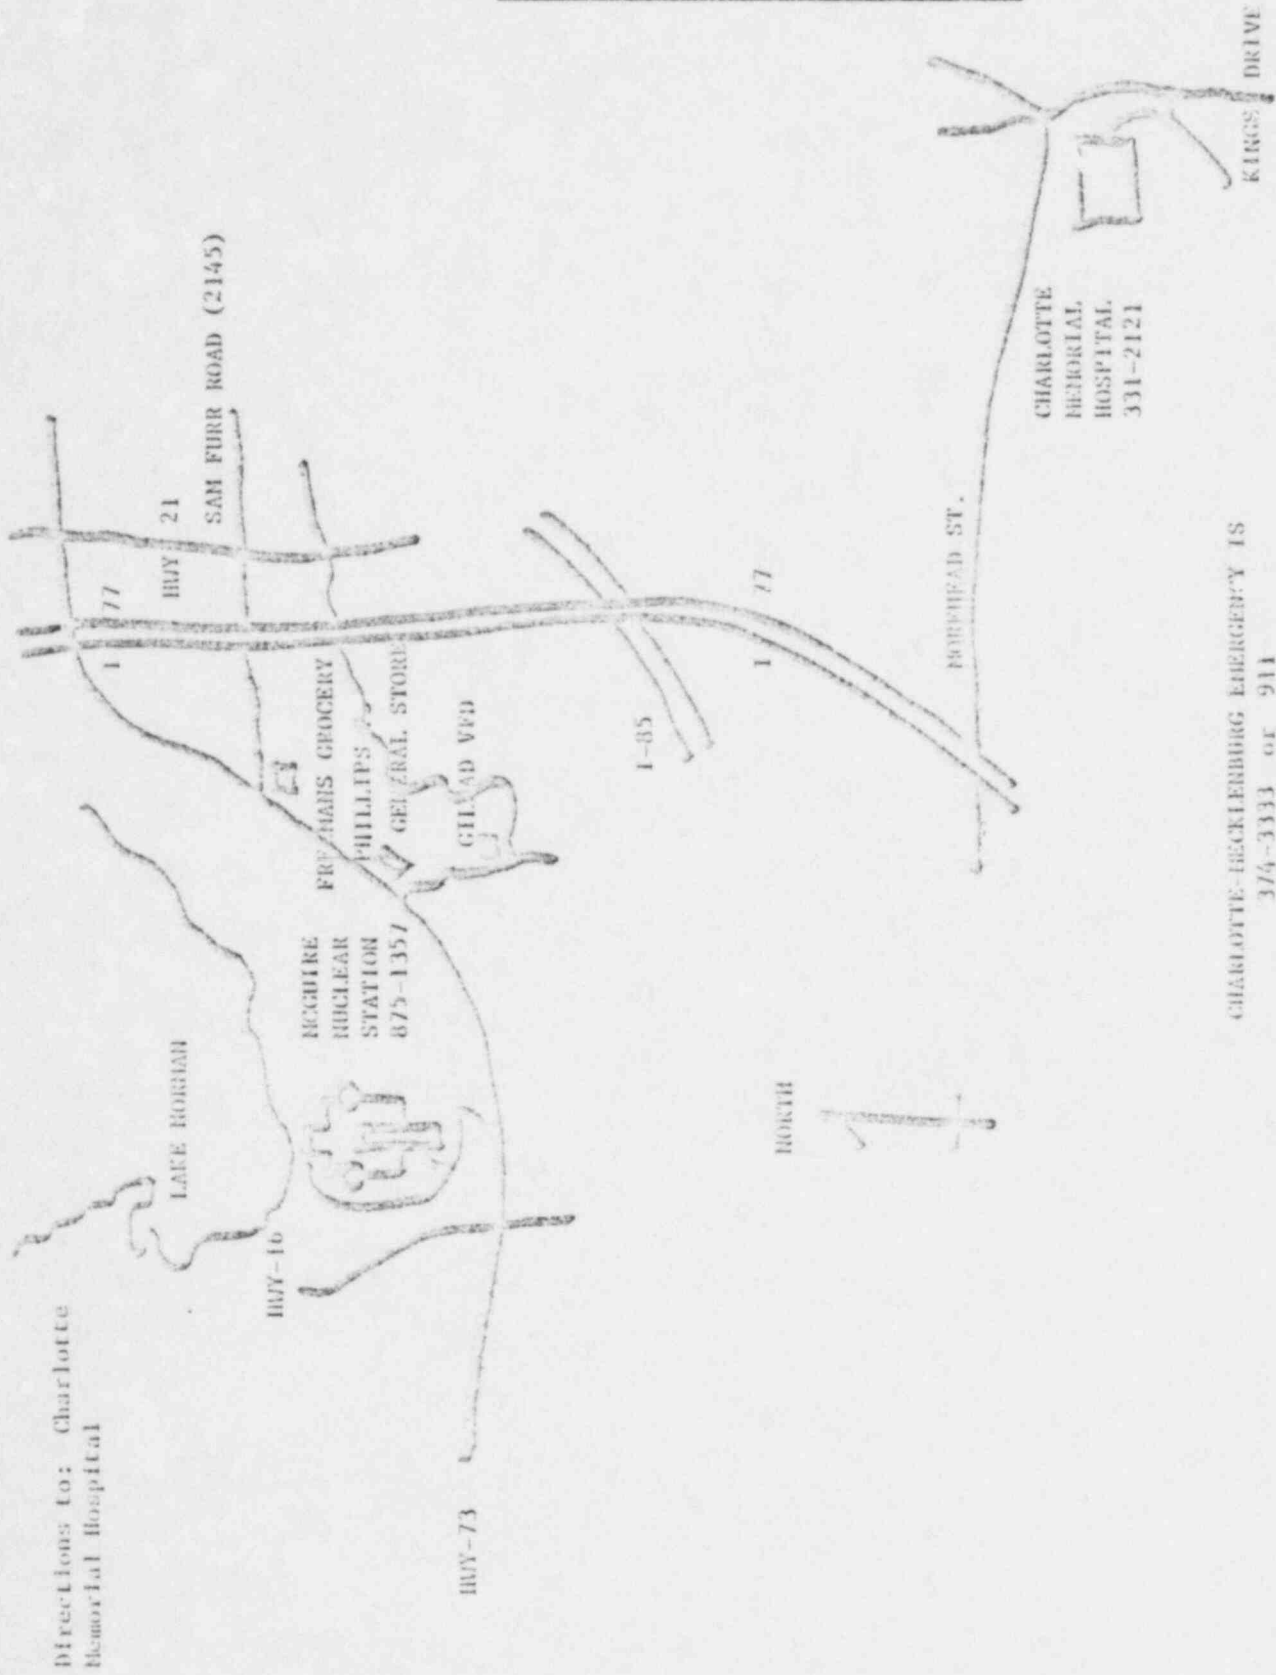 Directions to: Charlotte
Memorial Hospital
LAKE NORMAN
HWY-16
HWY-73
MCGUIRE
NUCLEAR
STATION
875-1357
I 77
HWY 21
SAM FURR ROAD (2145)
FREEMANS GROCERY
PHILLIPS
GENERAL STORE
GILEAD VFD
I-85
I 77
NORTH
MOREHEAD ST.
CHARLOTTE
MEMORIAL
HOSPITAL
331-2121
KINGS DRIVE
CHARLOTTE-MECKLENBURG EMERGENCY IS
374-3333 or 911